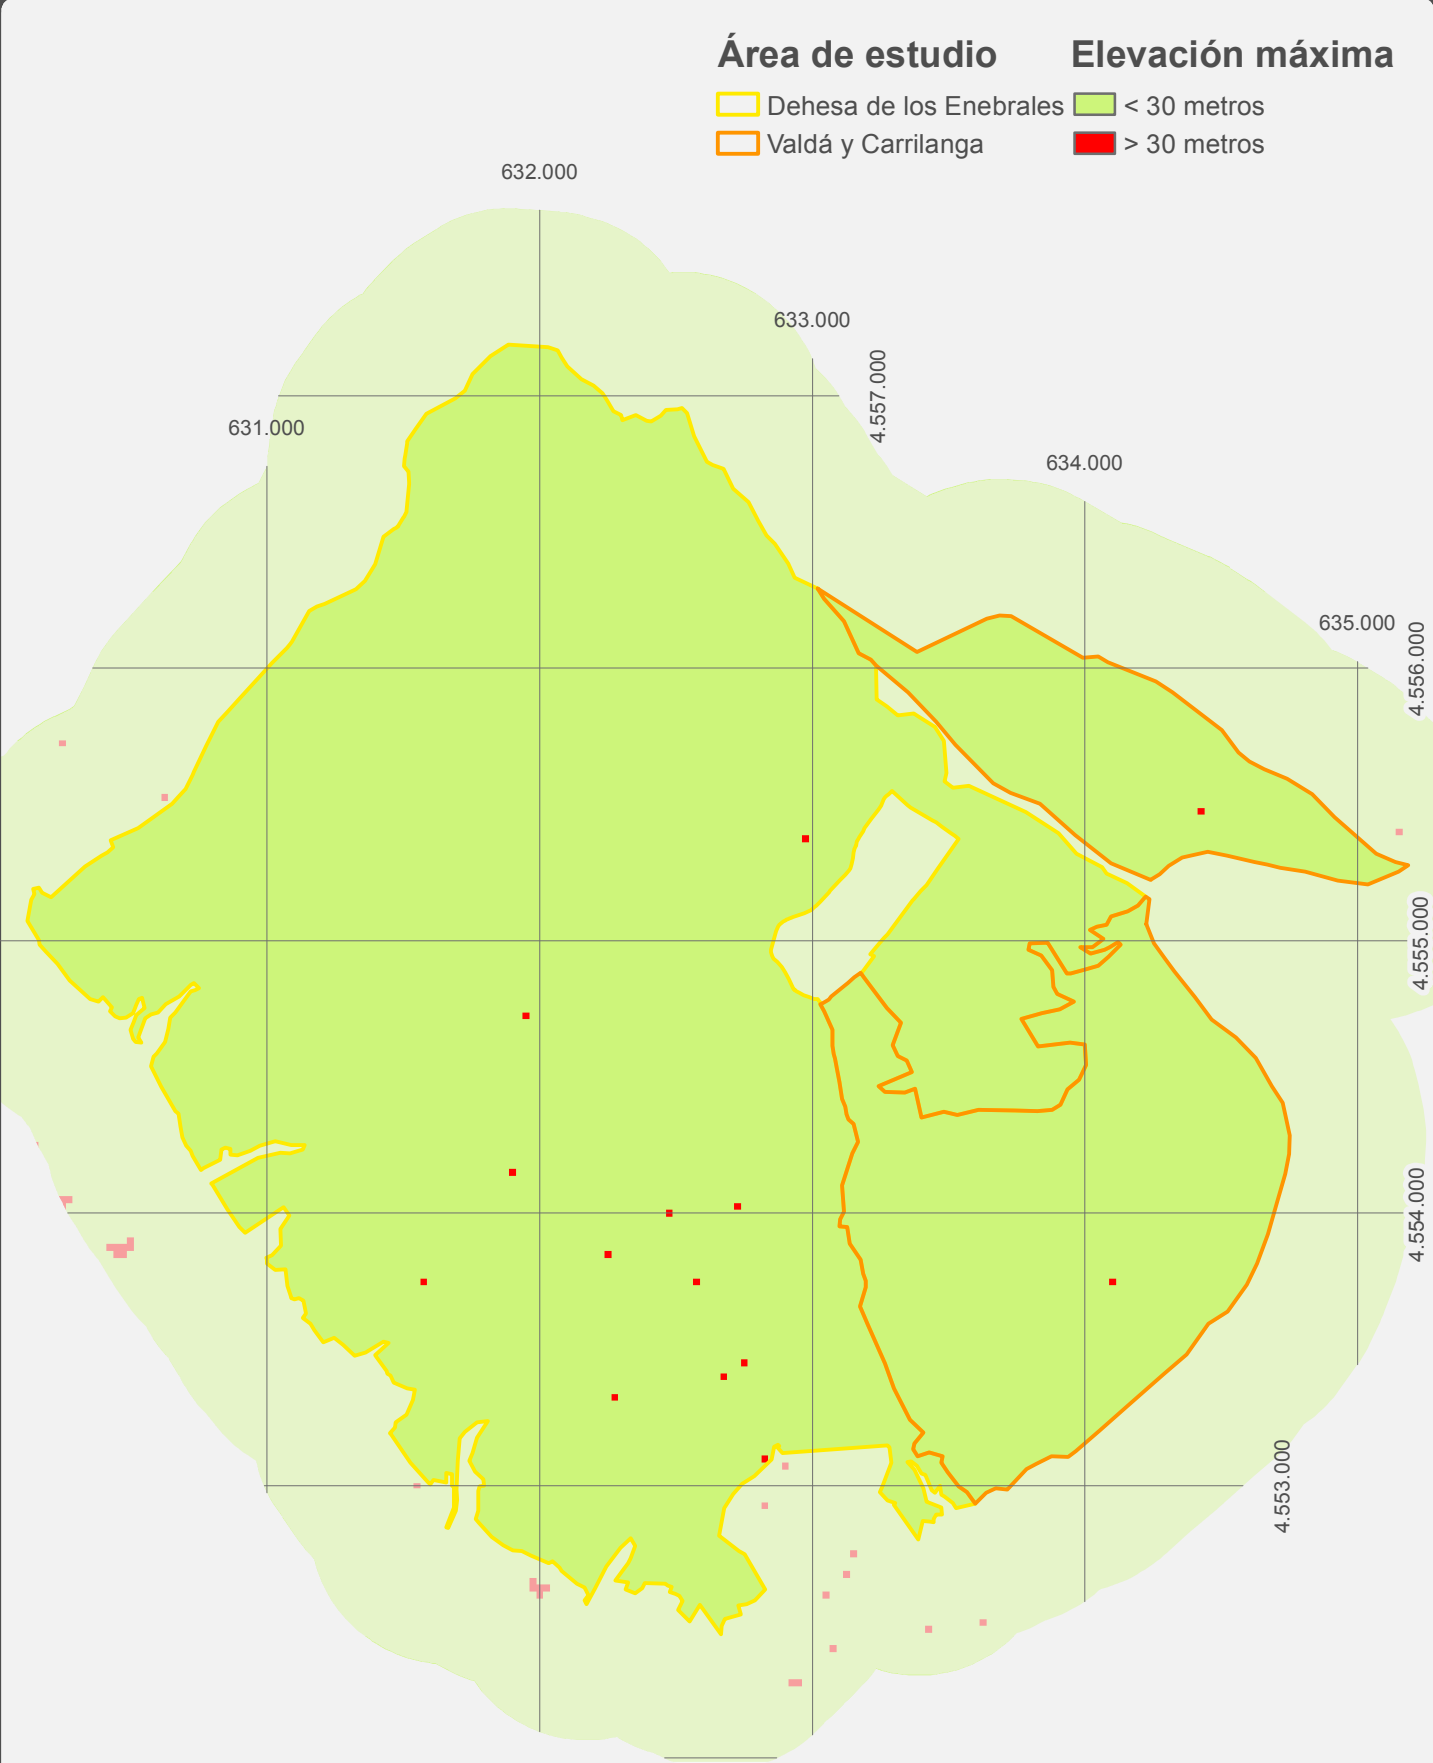 Área de estudio
Dehesa de los Enebrales
Valdá y Carrilanga
Elevación máxima
< 30 metros
> 30 metros
632.000
633.000
4.557.000
631.000
634.000
635.000
4.556.000
4.555.000
4.554.000
4.553.000